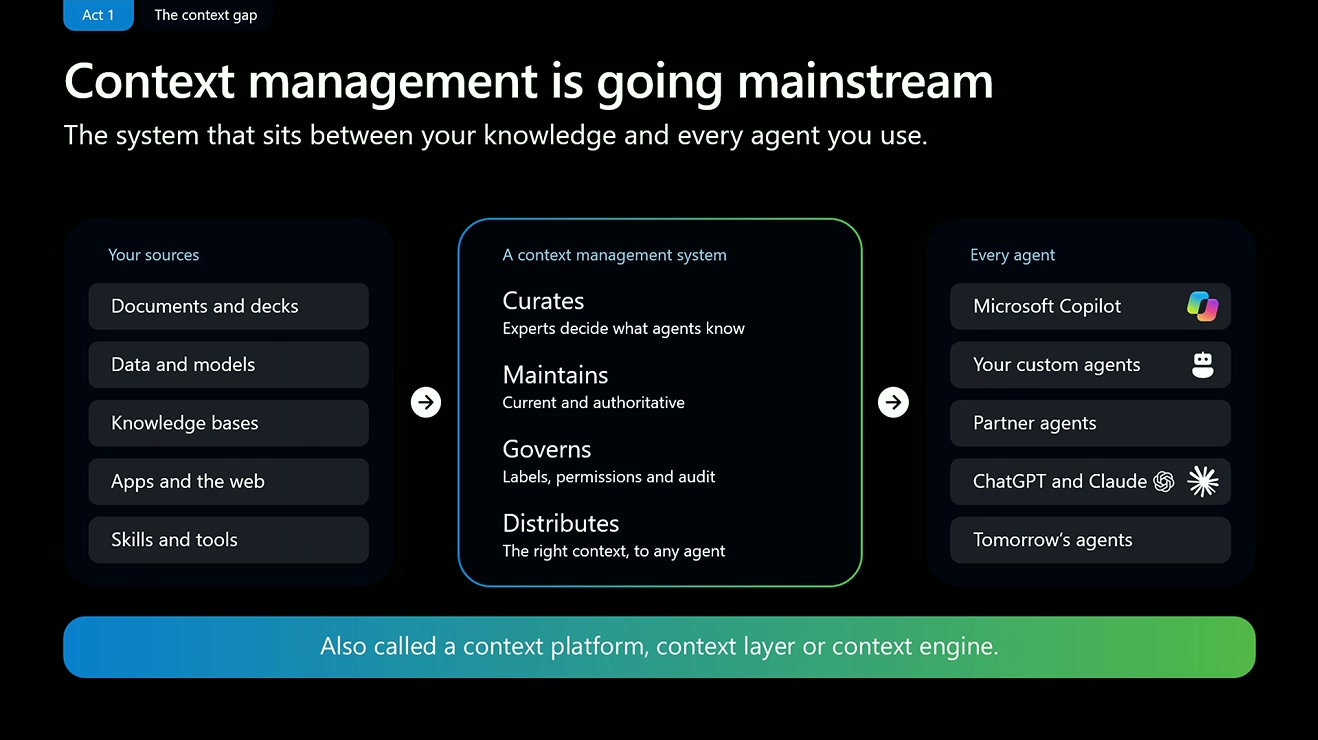 Act 1
The context gap
Context management is going mainstream
The system that sits between your knowledge and every agent you use.
Your sources
Documents and decks
Data and models
Knowledge bases
Apps and the web
Skills and tools
A context management system
Curates
Experts decide what agents know
Maintains
Current and authoritative
Governs
Labels, permissions and audit
Distributes
The right context, to any agent
Every agent
Microsoft Copilot
Your custom agents
Partner agents
ChatGPT and Claude
Tomorrow’s agents
Also called a context platform, context layer or context engine.